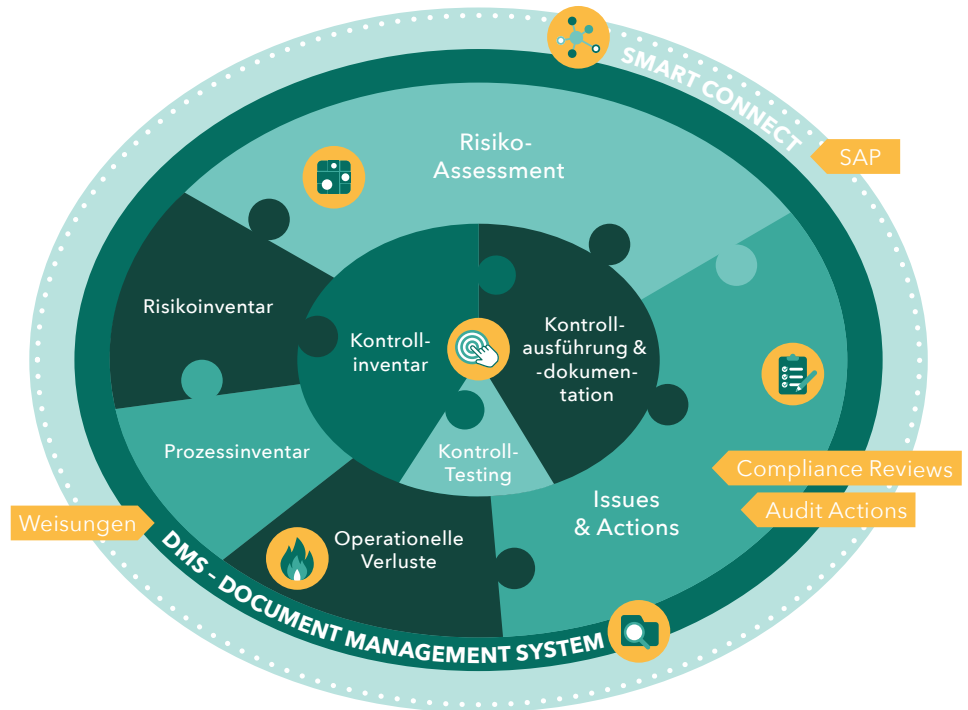 SMART CONNECT
SAP
Risiko-
Assessment
Risikoinventar
Kontroll-
inventar
Kontroll-
ausführung &
-dokumen-
tation
Prozessinventar
Kontroll-
Testing
Compliance Reviews
Audit Actions
Issues
& Actions
Weisungen
Operationelle
Verluste
DMS - DOCUMENT MANAGEMENT SYSTEM